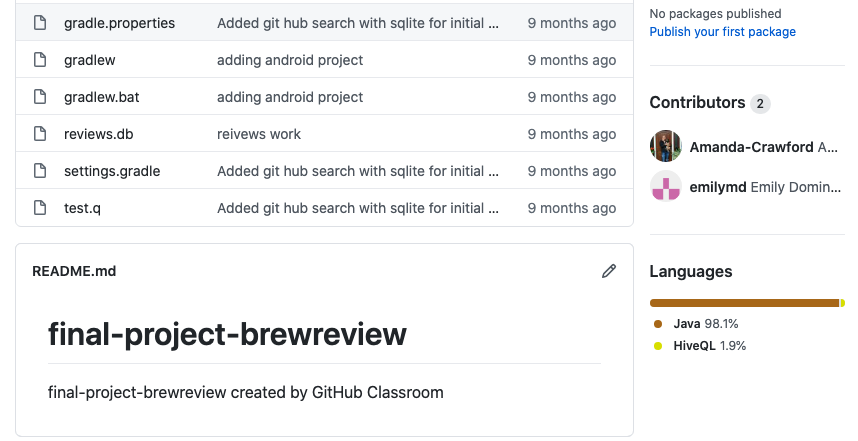 gradle.properties Added git hub search with sqlite for initial ... 9 months ago
gradlew adding android project 9 months ago
gradlew.bat adding android project 9 months ago
reviews.db reivews work 9 months ago
settings.gradle Added git hub search with sqlite for initial ... 9 months ago
test.q Added git hub search with sqlite for initial ... 9 months ago
README.md
final-project-brewreview
final-project-brewreview created by GitHub Classroom
No packages published
Publish your first package
Contributors 2
Amanda-Crawford A...
emilymd Emily Domin...
Languages
Java 98.1%
HiveQL 1.9%